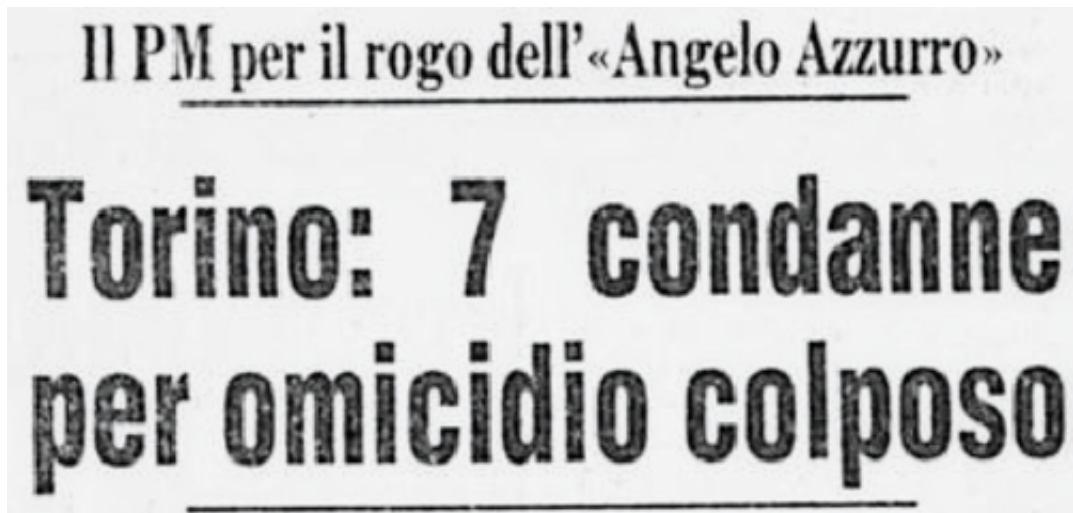 Il PM per il rogo dell'«Angelo Azzurro»
Torino: 7 condanne
per omicidio colposo